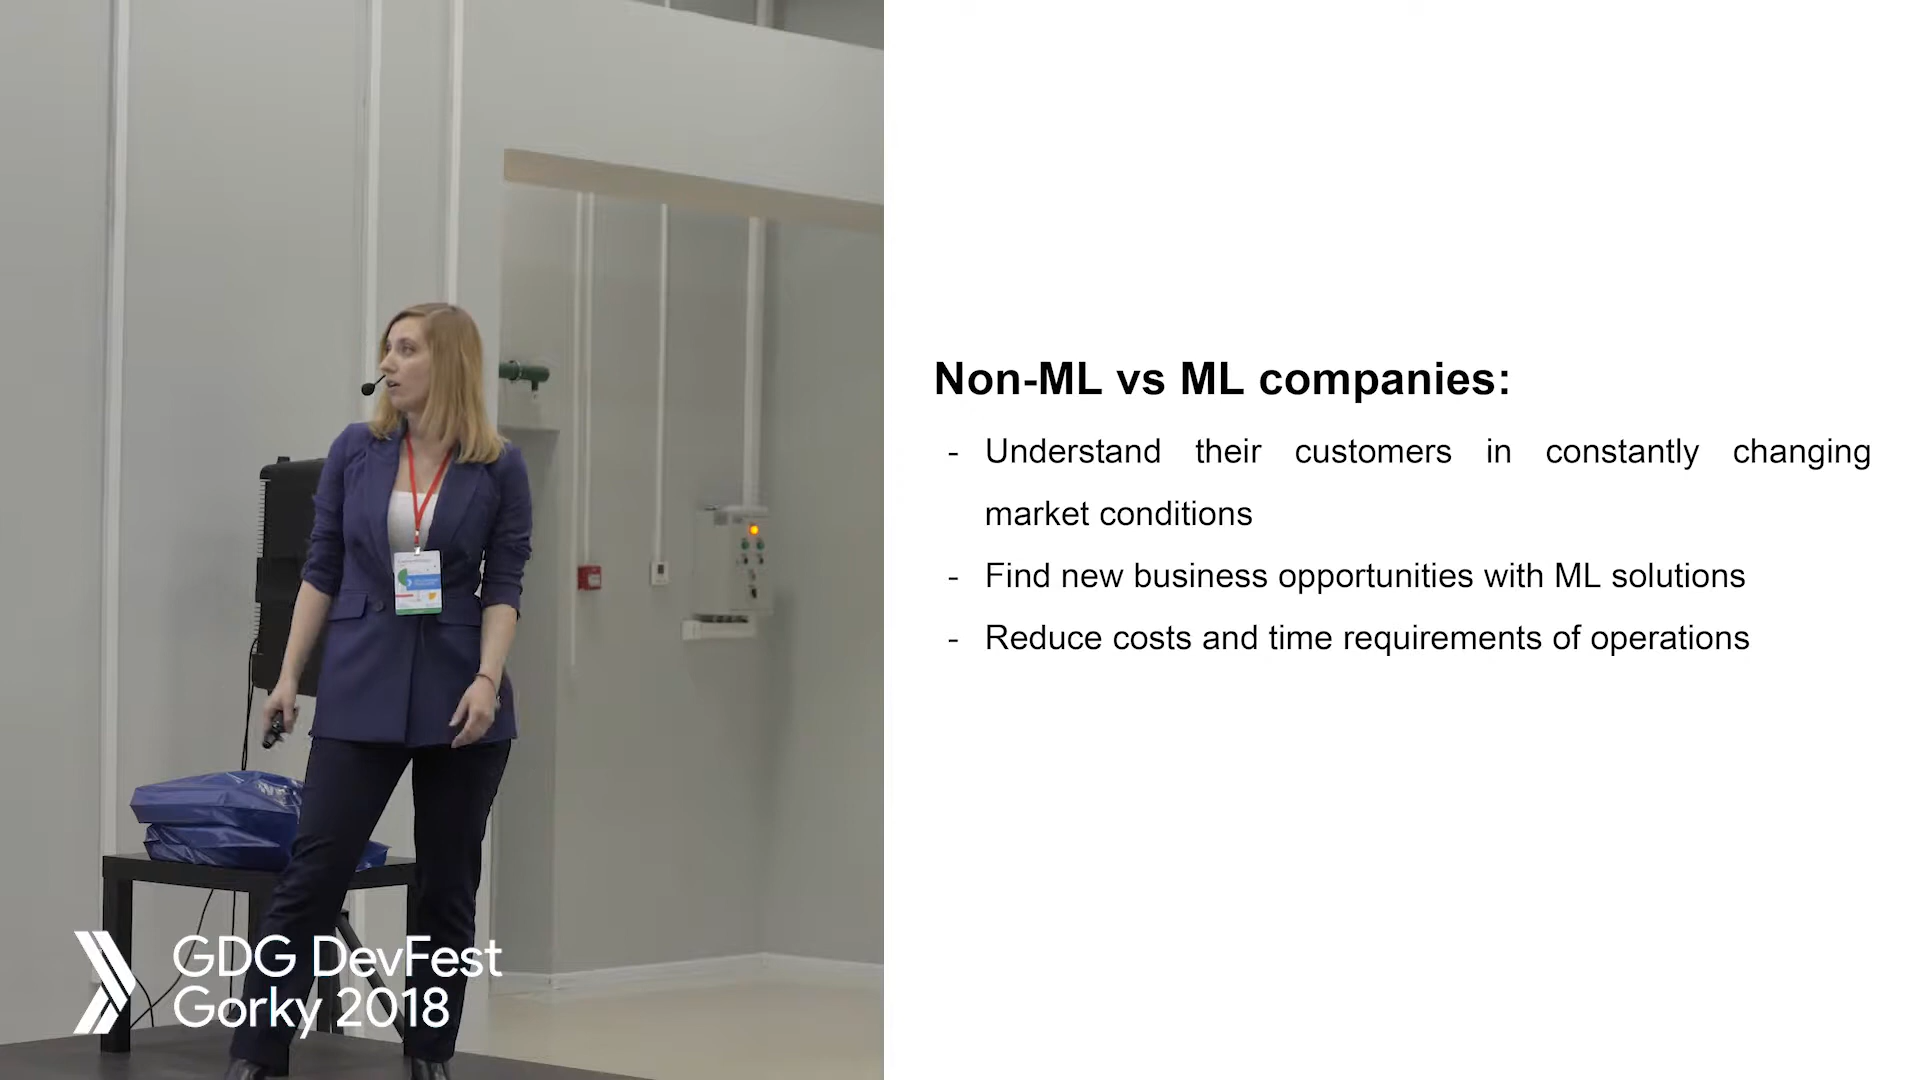 Non-ML vs ML companies:
- Understand their customers in constantly changing
market conditions
- Find new business opportunities with ML solutions
- Reduce costs and time requirements of operations
GDG DevFest
Gorky 2018